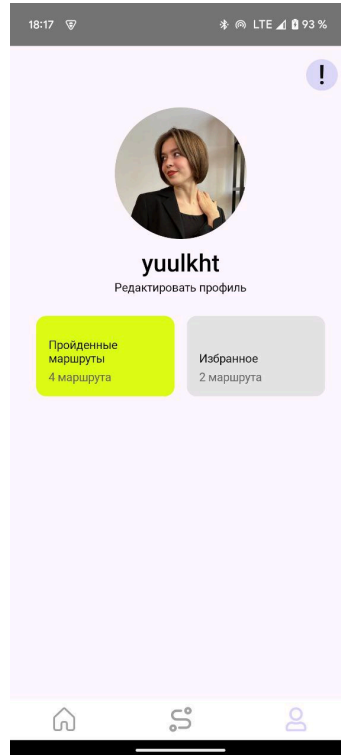 18:17 LTE 93 %
!
yuulkht
Редактировать профиль
Пройденные
маршруты
4 маршрута
Избранное
2 маршрута